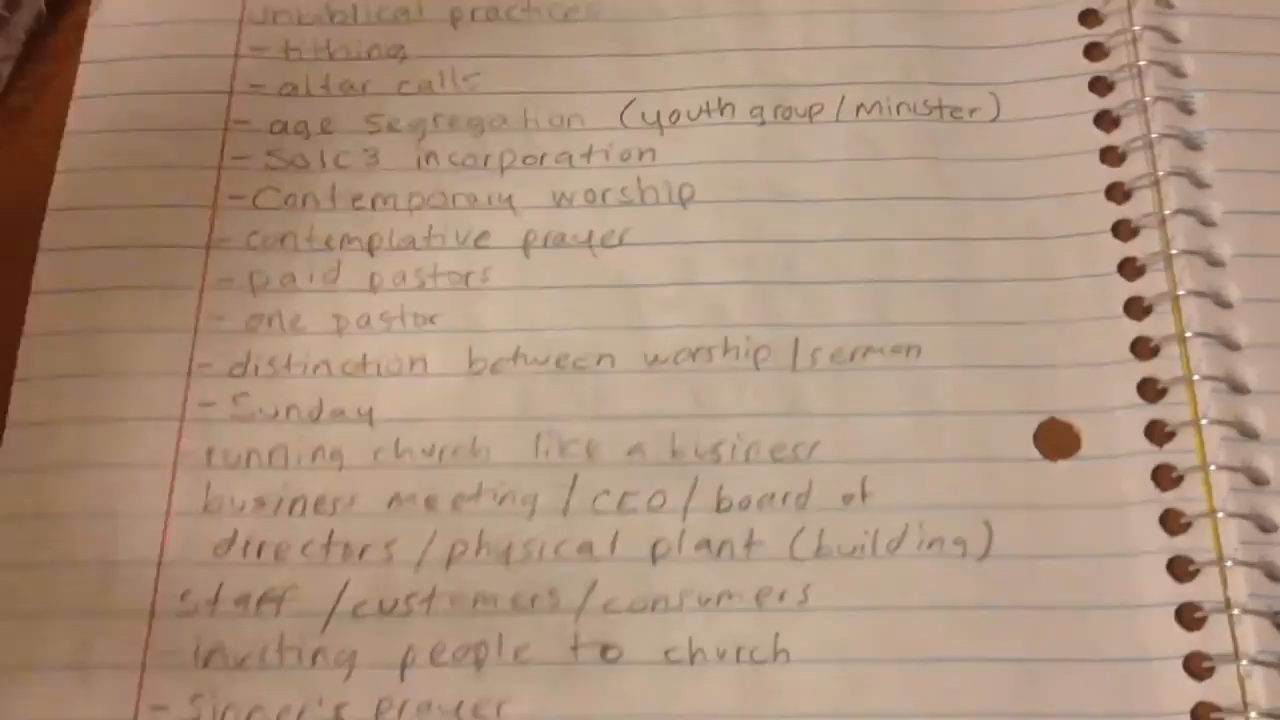 unbiblical practices
- tithing
- altar calls
- age segregation (youth group/minister)
- 501c3 incorporation
- Contemporary worship
- contemplative prayer
- paid pastors
- one pastor
- distinction between worship/sermon
- Sunday
running church like a business
business meeting/CEO/board of
directors/physical plant (building)
staff/customers/consumers
inviting people to church
- Sinner's prayer